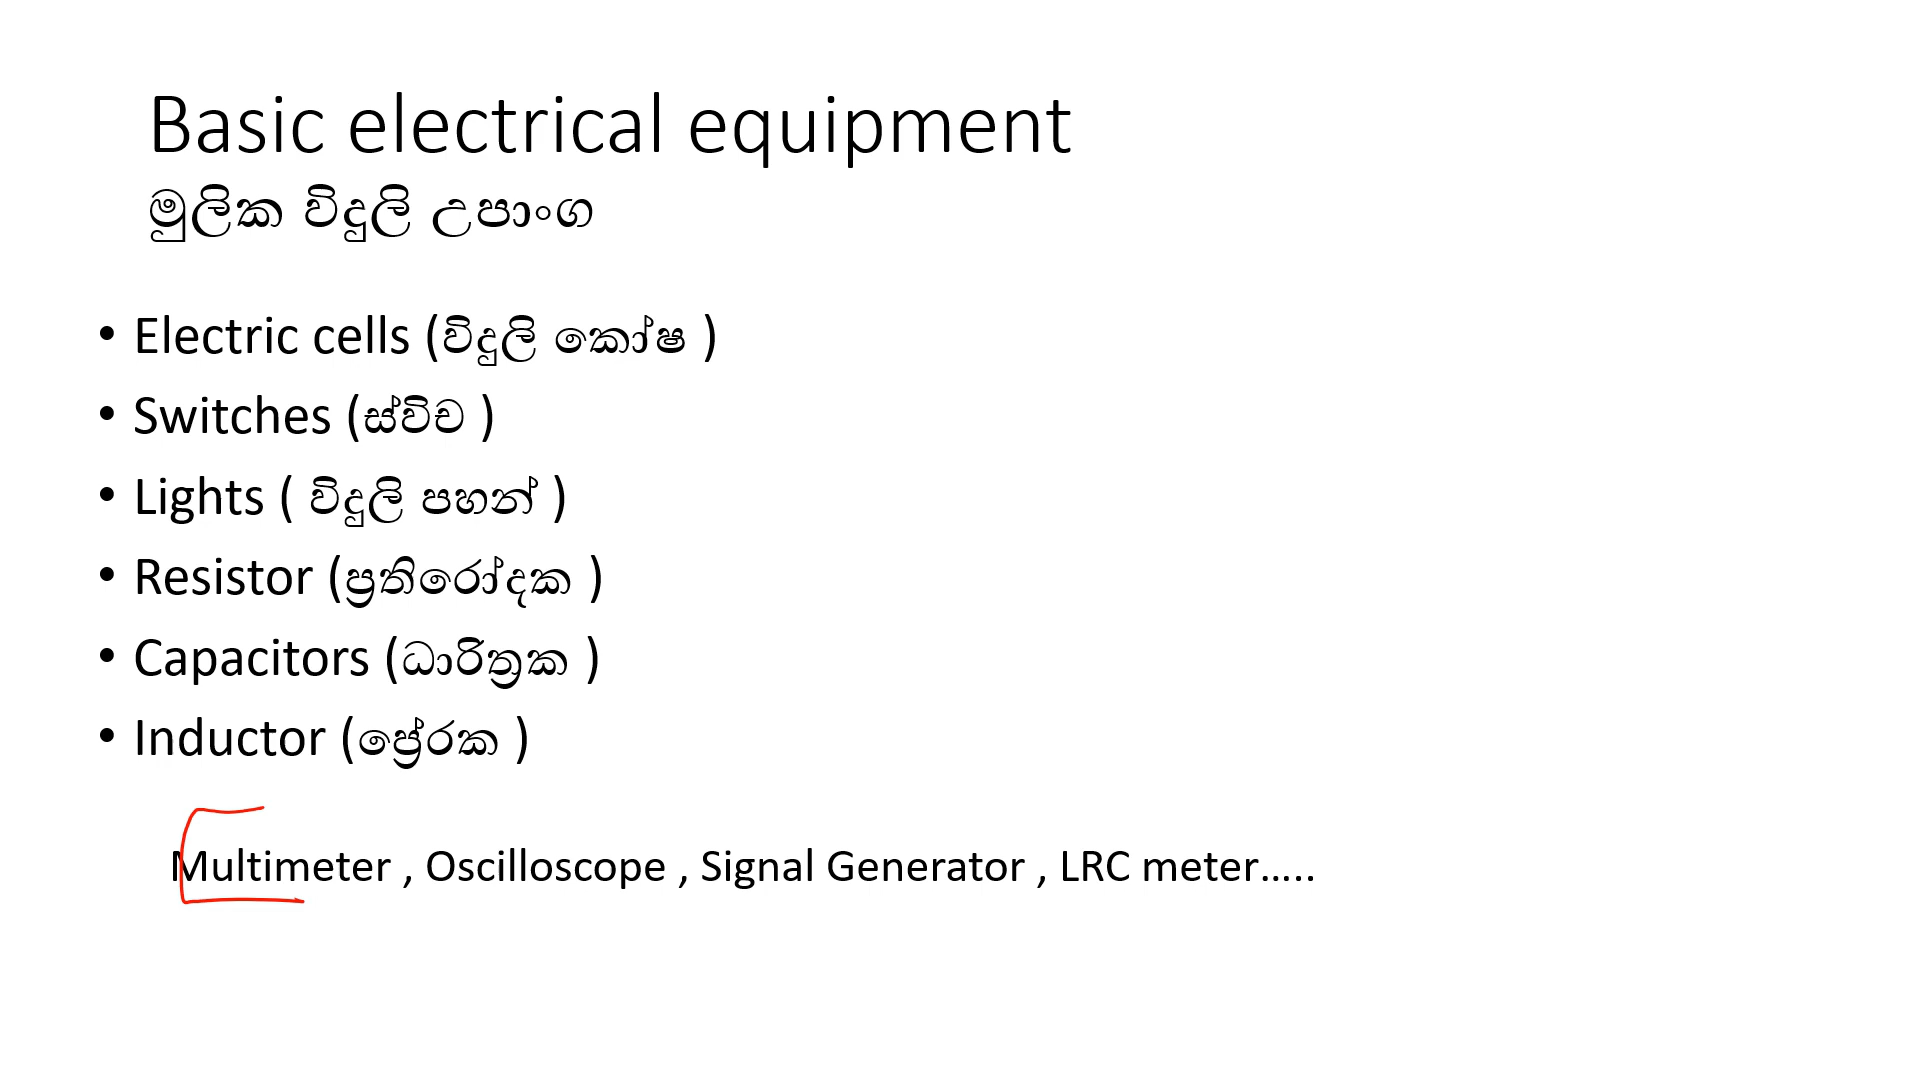 Basic electrical equipment
මුලික විදුලි උපාංග
• Electric cells (විදුලි කෝෂ )
• Switches (ස්විච )
• Lights ( විදුලි පහන් )
• Resistor (ප්‍රතිරෝදක )
• Capacitors (ධාරිත්‍රක )
• Inductor (ප්‍රේරක )
Multimeter , Oscilloscope , Signal Generator , LRC meter…..